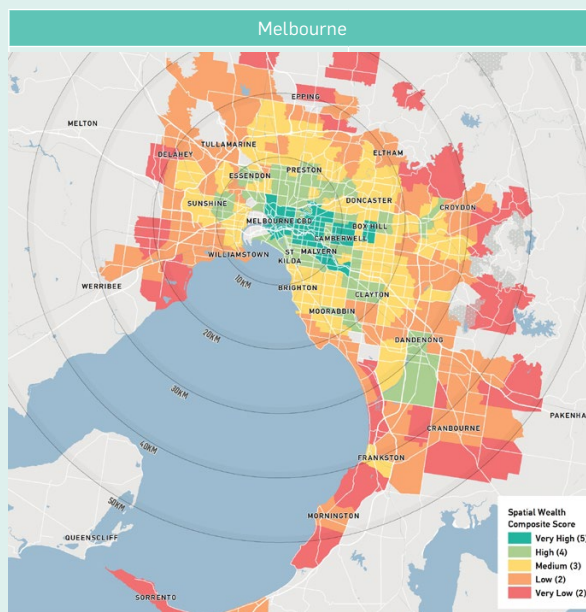 Melbourne
EPPING
MELTON
TULLAMARINE
DELAHEY
ELTHAM
ESSENDON
PRESTON
SUNSHINE
DONCASTER
CROYDON
MELBOURNE CBD
BOX HILL
CAMBERWELL
WILLIAMSTOWN
ST
KILDA
MALVERN
WERRIBEE
10KM
BRIGHTON
CLAYTON
MOORABBIN
20KM
DANDENONG
30KM
PAKENHA
CRANBOURNE
40KM
FRANKSTON
50KM
MORNINGTON
QUEENSCLIFF
SORRENTO
Spatial Wealth
Composite Score
Very High (5)
High (4)
Medium (3)
Low (2)
Very Low (2)